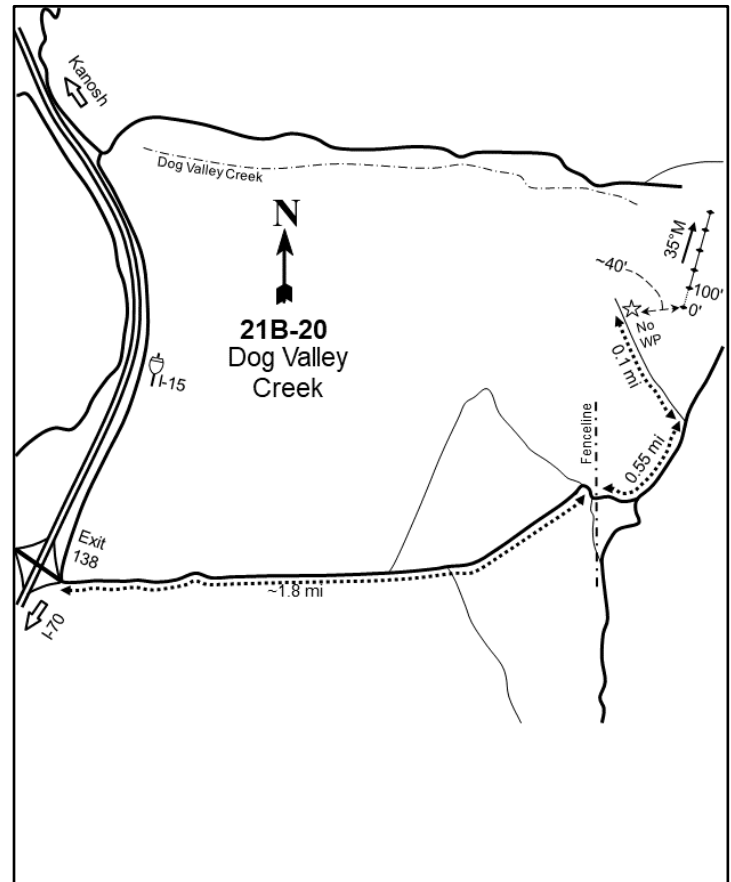 Kanosh
Dog Valley Creek
N
35°M
~40'
100'
0'
No
WP
21B-20
Dog Valley
Creek
0.1 mi
I-15
Fenceline
0.55 mi
Exit
138
~1.8 mi
I-70